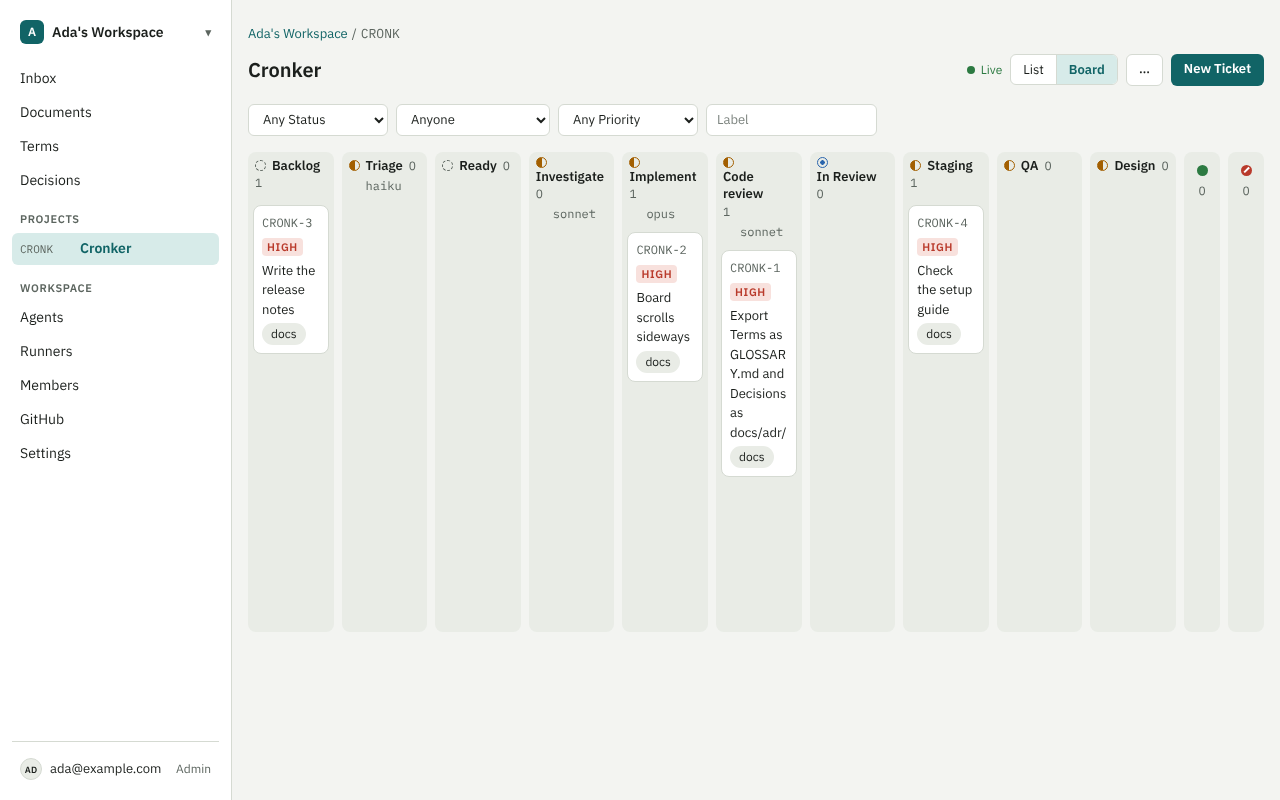 A Ada's Workspace ▾
Inbox
Documents
Terms
Decisions
PROJECTS
CRONK Cronker
WORKSPACE
Agents
Runners
Members
GitHub
Settings
AD ada@example.com Admin
Ada's Workspace / CRONK
Cronker
Live List Board ... New Ticket
Any Status Anyone Any Priority Label
Backlog
1
CRONK-3
HIGH
Write the
release
notes
docs
Triage 0
haiku
Ready 0
Investigate
0
sonnet
Implement
1
opus
CRONK-2
HIGH
Board
scrolls
sideways
docs
Code
review
1
sonnet
CRONK-1
HIGH
Export
Terms as
GLOSSAR
Y.md and
Decisions
as
docs/adr/
docs
In Review
0
Staging
1
CRONK-4
HIGH
Check
the setup
guide
docs
QA 0
Design 0
0
0